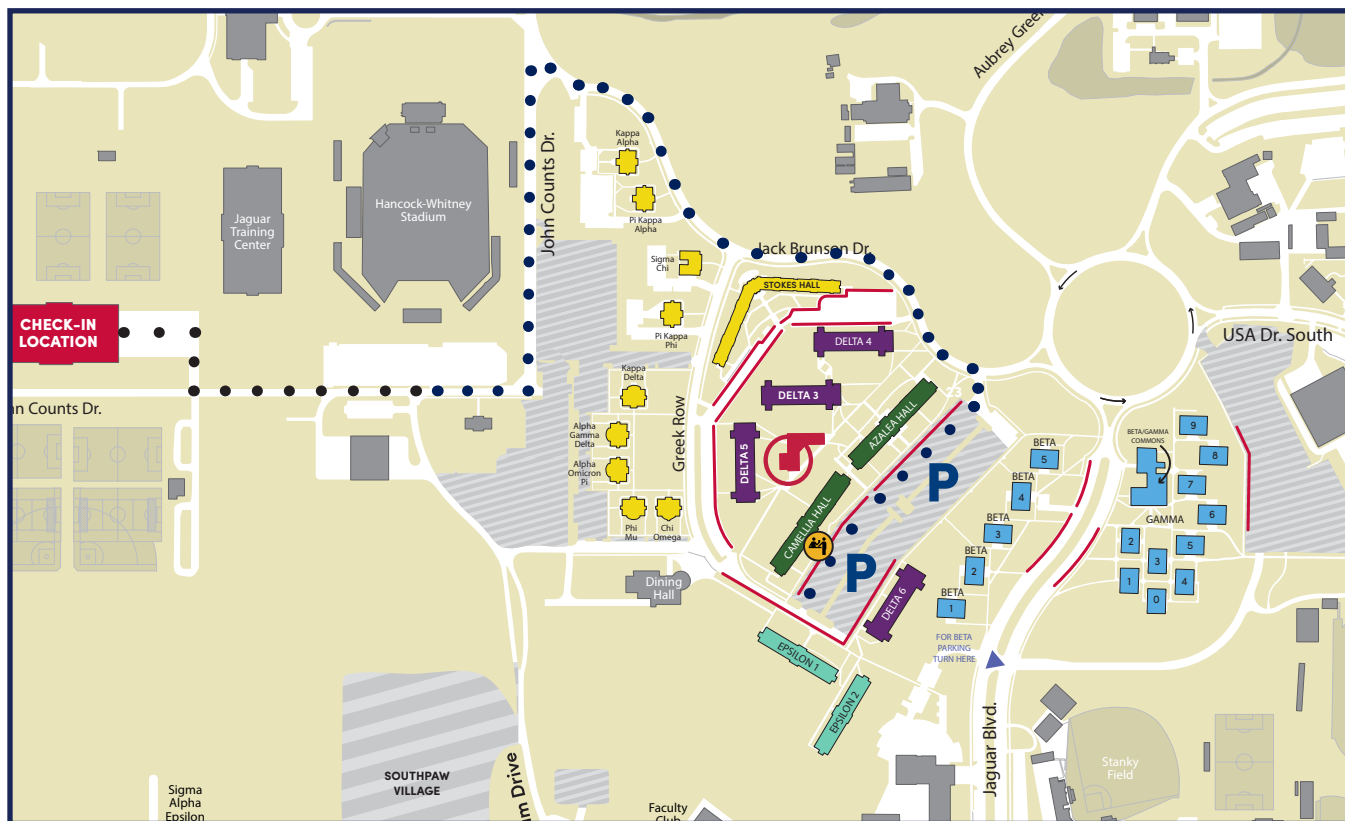 Aubrey Green
John Counts Dr.
Kappa
Alpha
Hancock-Whitney
Stadium
Jaguar
Training
Center
Pi Kappa
Alpha
Jack Brunson Dr.
Sigma
Chi
STOKES HALL
CHECK-IN
LOCATION
Pi Kappa
Phi
USA Dr. South
DELTA 4
Kappa
Delta
DELTA 3
23
n Counts Dr.
Greek Row
AZALEA HALL
Alpha
Gamma
Delta
DELTA 5
BETA/GAMMA
COMMONS
9
8
BETA
5
Alpha
Omicron
Pi
P
BETA
4
7
CAMELLIA HALL
Phi
Mu
Chi
Omega
BETA
3
GAMMA
6
2
5
3
P
BETA
2
Dining
Hall
1
4
0
DELTA 6
BETA
1
FOR BETA
PARKING
TURN HERE
EPSILON 1
EPSILON 2
Jaguar Blvd.
SOUTHPAW
VILLAGE
um Drive
Stanky
Field
Sigma
Alpha
Epsilon
Faculty
Club